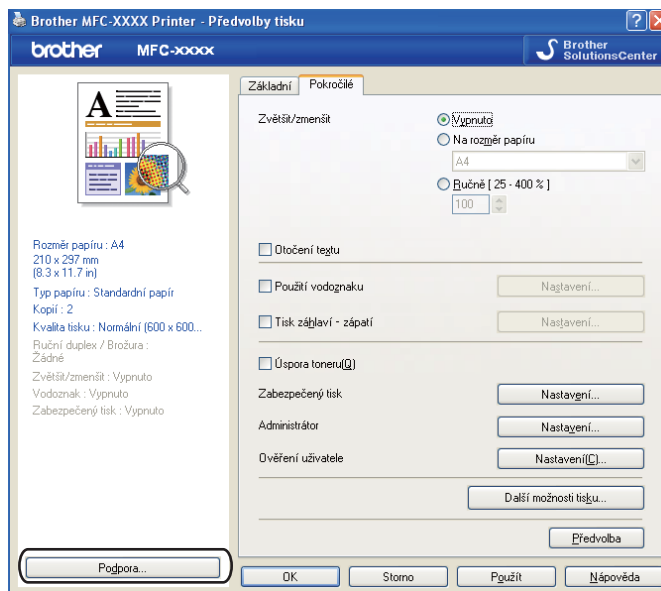 Brother MFC-XXXX Printer - Předvolby tisku
brother MFC-xxxx
Brother
SolutionsCenter
Základní Pokročilé
A
Rozměr papíru : A4
210 x 297 mm
(8.3 x 11.7 in)
Typ papíru : Standardní papír
Kopií : 2
Kvalita tisku : Normální (600 x 600...
Ruční duplex / Brožura :
Žádné
Zvětšit/zmenšit : Vypnuto
Vodoznak : Vypnuto
Zabezpečený tisk : Vypnuto
Podpora...
Zvětšit/zmenšit
Vypnuto
Na rozměr papíru
A4
Ručně [ 25 - 400 % ]
100
Otočení textu
Použití vodoznaku Nastavení...
Tisk záhlaví - zápatí Nastavení...
Úspora toneru(Q)
Zabezpečený tisk Nastavení...
Administrátor Nastavení...
Ověření uživatele Nastavení(C)...
Další možnosti tisku...
Předvolba
OK Storno Použít Nápověda